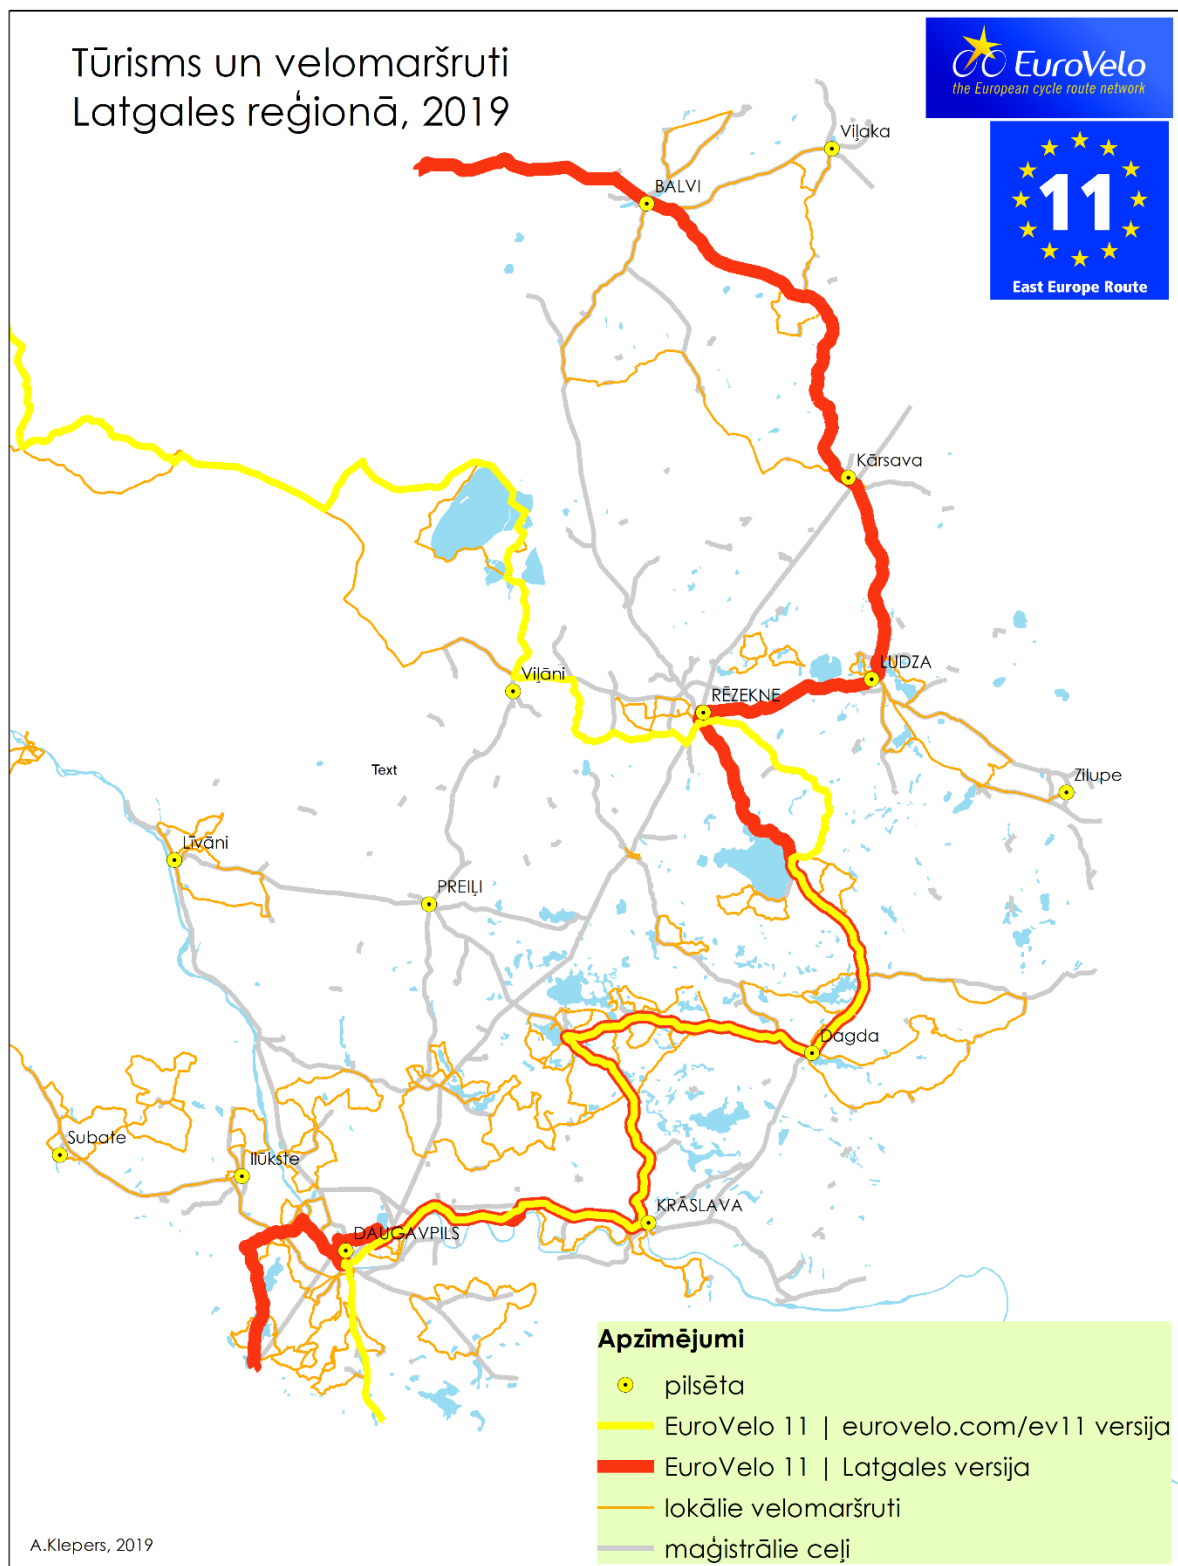 Tūrisms un velomaršruti
Latgales reģionā, 2019
EuroVelo
the European cycle route network
11
East Europe Route
Viļaka
BALVI
Kārsava
LUDZA
Viļāni
RĒZEKNE
Text
Zilupe
Līvāni
PREIĻI
Dagda
Subate
Ilūkste
KRĀSLAVA
DAUGAVPILS
Apzīmējumi
pilsēta
EuroVelo 11 | eurovelo.com/ev11 versija
EuroVelo 11 | Latgales versija
lokālie velomaršruti
maģistrālie ceļi
A.Klepers, 2019